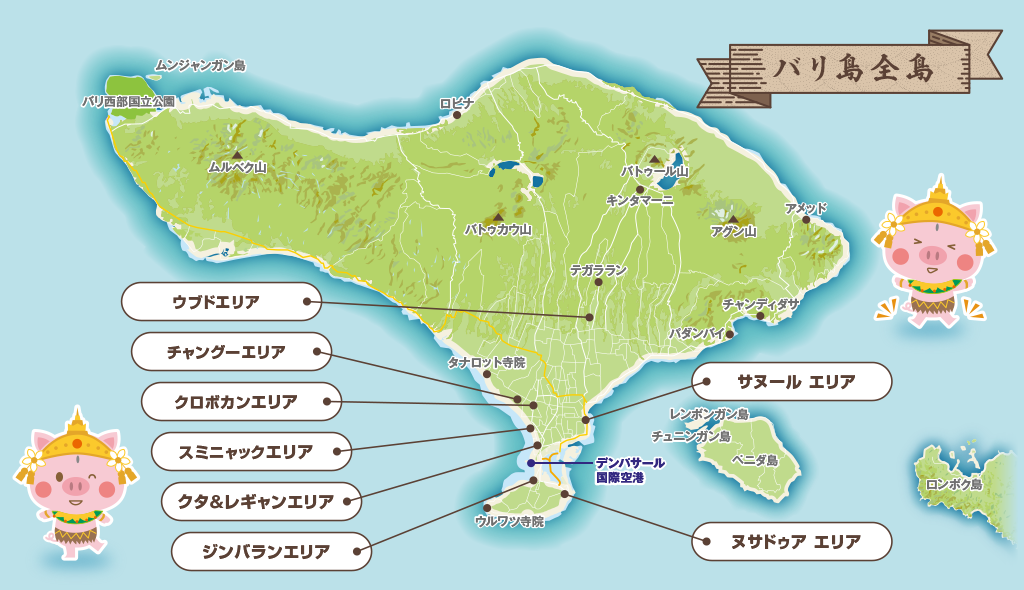 バリ島全島
ムンジャンガン島
バリ西部国立公園
ロビナ
ムルベク山
バトゥール山
キンタマーニ
アメッド
バトゥカウ山
アグン山
テガララン
ウブドエリア
チャンディダサ
パダンバイ
チャングーエリア
タナロット寺院
サヌール エリア
クロボカンエリア
レンボンガン島
チュニンガン島
スミニャックエリア
ペニダ島
デンパサール
国際空港
ロンボク島
クタ&レギャンエリア
ウルワツ寺院
ジンバランエリア
ヌサドゥア エリア